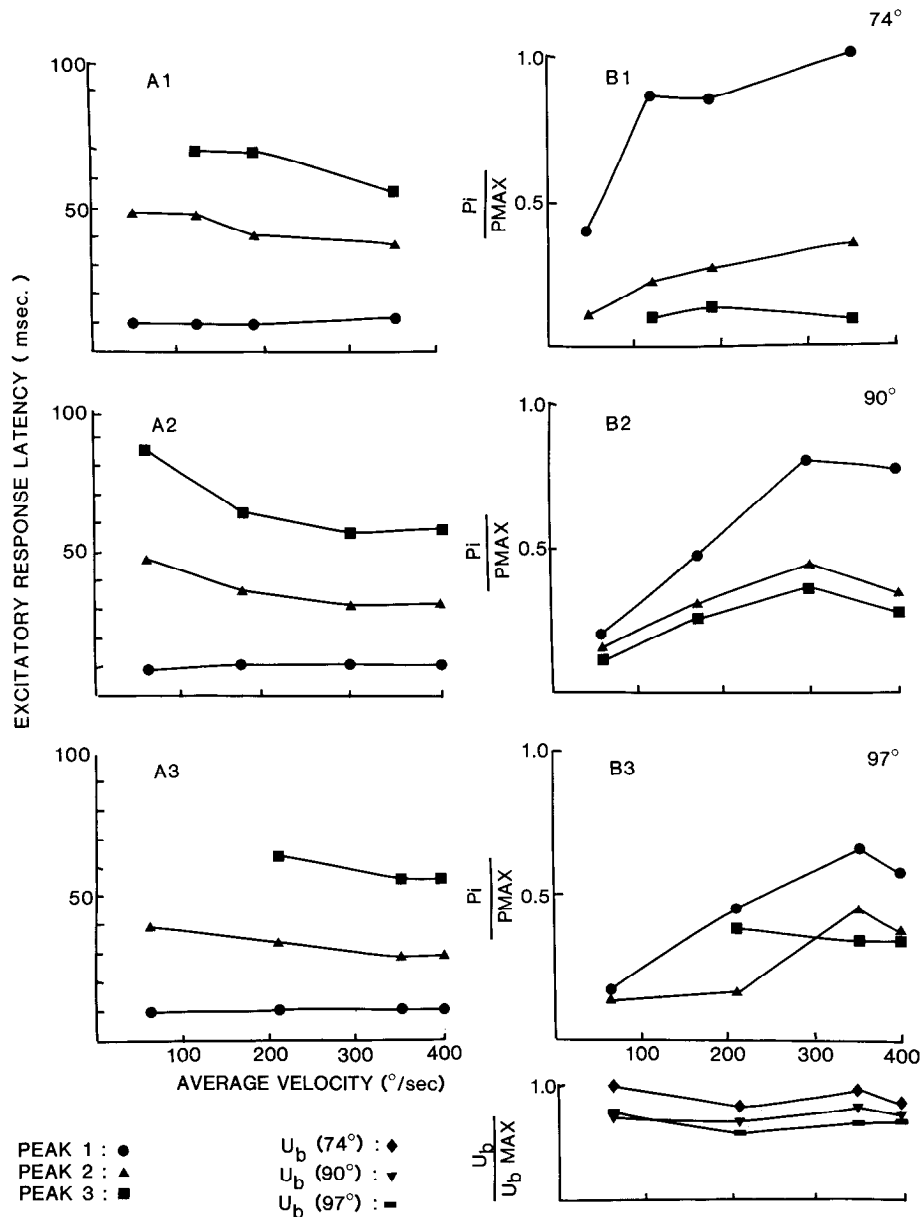 74°
100
A1
50
1.0
B1
Pi
PMAX
0.5
EXCITATORY RESPONSE LATENCY ( msec. )
100
A2
50
1.0
B2
90°
Pi
PMAX
0.5
100
A3
50
1.0
B3
97°
Pi
PMAX
0.5
100 200 300 400
AVERAGE VELOCITY (°/sec)
100 200 300 400
1.0
Ub
Ub MAX
PEAK 1 : ●
PEAK 2 : ▲
PEAK 3 : ■
Ub (74°) : ◆
Ub (90°) : ▼
Ub (97°) : ▬